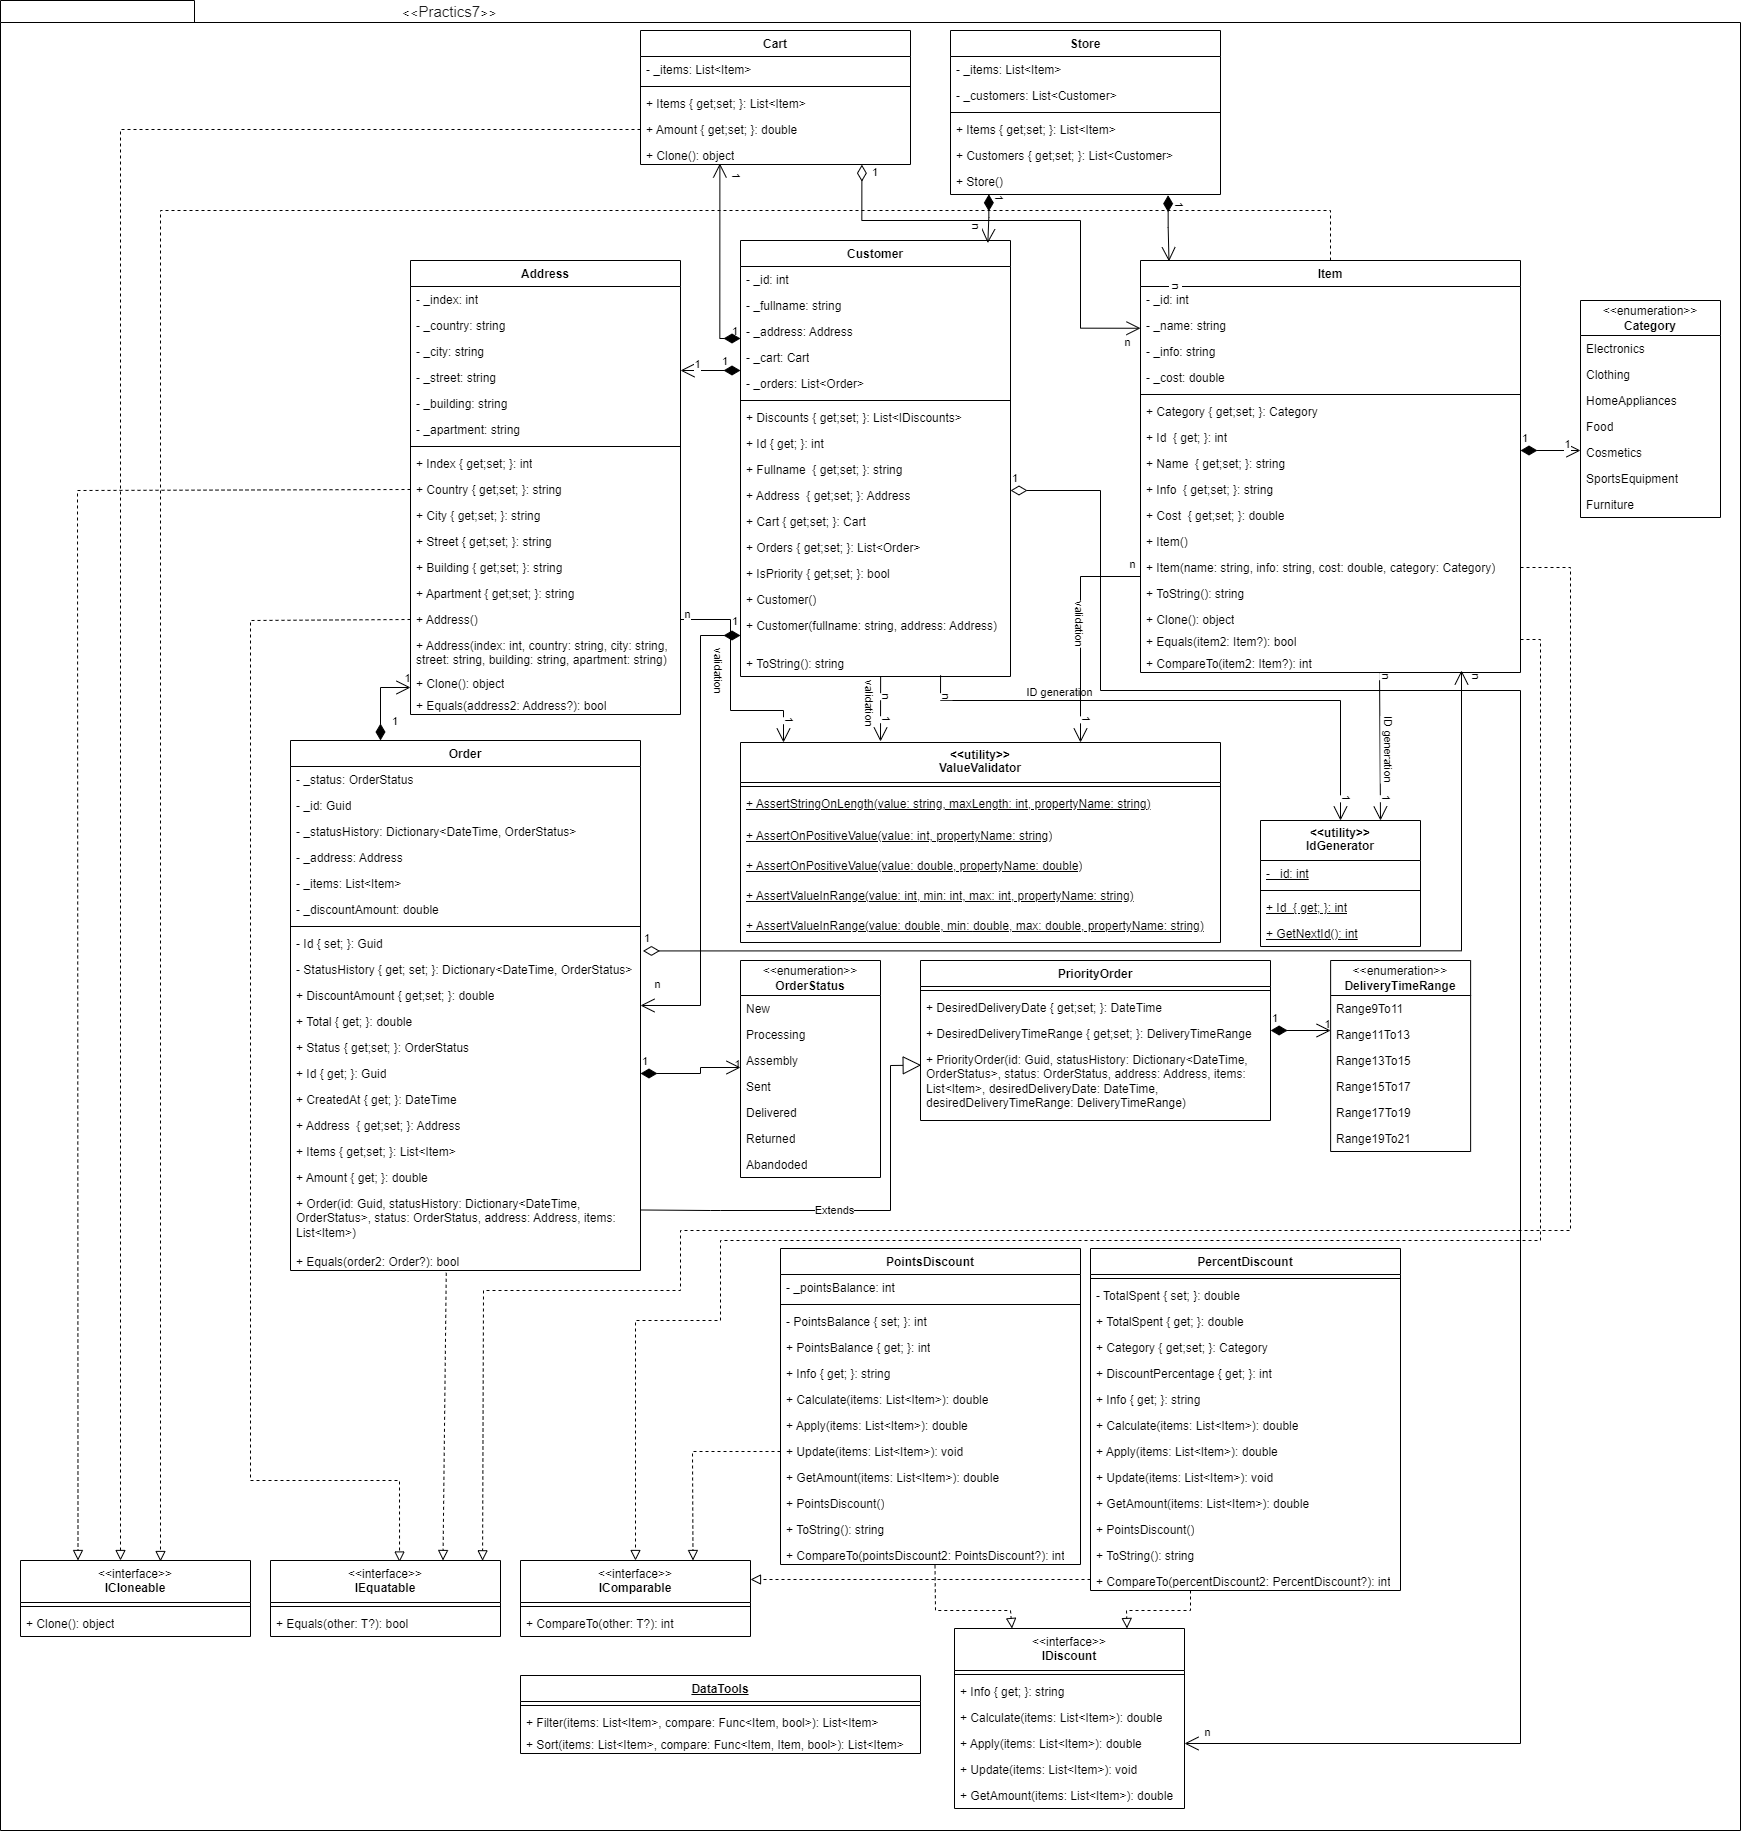 <<Practics7>>
Cart
- _items: List<Item>
+ Items { get;set; }: List<Item>
+ Amount { get;set; }: double
+ Clone(): object
Store
- _items: List<Item>
- _customers: List<Customer>
+ Items { get;set; }: List<Item>
+ Customers { get;set; }: List<Customer>
+ Store()
1
1
1
1
n
n
n
Address
- _index: int
- _country: string
- _city: string
- _street: string
- _building: string
- _apartment: string
+ Index { get;set; }: int
+ Country { get;set; }: string
+ City { get;set; }: string
+ Street { get;set; }: string
+ Building { get;set; }: string
+ Apartment { get;set; }: string
+ Address()
+ Address(index: int, country: string, city: string,
street: string, building: string, apartment: string)
+ Clone(): object
+ Equals(address2: Address?): bool
Customer
- _id: int
- _fullname: string
- _address: Address
- _cart: Cart
- _orders: List<Order>
+ Discounts { get;set; }: List<IDiscounts>
+ Id { get; }: int
+ Fullname  { get;set; }: string
+ Address  { get;set; }: Address
+ Cart { get;set; }: Cart
+ Orders { get;set; }: List<Order>
+ IsPriority { get;set; }: bool
+ Customer()
+ Customer(fullname: string, address: Address)
+ ToString(): string
Item
- _id: int
- _name: string
- _info: string
- _cost: double
+ Category { get;set; }: Category
+ Id  { get; }: int
+ Name  { get;set; }: string
+ Info  { get;set; }: string
+ Cost  { get;set; }: double
+ Item()
+ Item(name: string, info: string, cost: double, category: Category)
+ ToString(): string
+ Clone(): object
+ Equals(item2: Item?): bool
+ CompareTo(item2: Item?): int
<<enumeration>>
Category
Electronics
Clothing
HomeAppliances
Food
Cosmetics
SportsEquipment
Furniture
1
1
1
1
1
1
1
n
n
1
validation
validation
validation
n
n
ID generation
n
n
ID generation
1
1
1
1
1
1
1
Order
- _status: OrderStatus
- _id: Guid
- _statusHistory: Dictionary<DateTime, OrderStatus>
- _address: Address
- _items: List<Item>
- _discountAmount: double
- Id { set; }: Guid
- StatusHistory { get; set; }: Dictionary<DateTime, OrderStatus>
+ DiscountAmount { get;set; }: double
+ Total { get; }: double
+ Status { get;set; }: OrderStatus
+ Id { get; }: Guid
+ CreatedAt { get; }: DateTime
+ Address  { get;set; }: Address
+ Items { get;set; }: List<Item>
+ Amount { get; }: double
+ Order(id: Guid, statusHistory: Dictionary<DateTime,
OrderStatus>, status: OrderStatus, address: Address, items:
List<Item>)
+ Equals(order2: Order?): bool
<<utility>>
ValueValidator
+ AssertStringOnLength(value: string, maxLength: int, propertyName: string)
+ AssertOnPositiveValue(value: int, propertyName: string)
+ AssertOnPositiveValue(value: double, propertyName: double)
+ AssertValueInRange(value: int, min: int, max: int, propertyName: string)
+ AssertValueInRange(value: double, min: double, max: double, propertyName: string)
<<utility>>
IdGenerator
- _id: int
+ Id  { get; }: int
+ GetNextId(): int
1
n
1
1
<<enumeration>>
OrderStatus
New
Processing
Assembly
Sent
Delivered
Returned
Abandoded
PriorityOrder
+ DesiredDeliveryDate { get;set; }: DateTime
+ DesiredDeliveryTimeRange { get;set; }: DeliveryTimeRange
+ PriorityOrder(id: Guid, statusHistory: Dictionary<DateTime,
OrderStatus>, status: OrderStatus, address: Address, items:
List<Item>, desiredDeliveryDate: DateTime,
desiredDeliveryTimeRange: DeliveryTimeRange)
1
1
<<enumeration>>
DeliveryTimeRange
Range9To11
Range11To13
Range13To15
Range15To17
Range17To19
Range19To21
Extends
PointsDiscount
- _pointsBalance: int
- PointsBalance { set; }: int
+ PointsBalance { get; }: int
+ Info { get; }: string
+ Calculate(items: List<Item>): double
+ Apply(items: List<Item>): double
+ Update(items: List<Item>): void
+ GetAmount(items: List<Item>): double
+ PointsDiscount()
+ ToString(): string
+ CompareTo(pointsDiscount2: PointsDiscount?): int
PercentDiscount
- TotalSpent { set; }: double
+ TotalSpent { get; }: double
+ Category { get;set; }: Category
+ DiscountPercentage { get; }: int
+ Info { get; }: string
+ Calculate(items: List<Item>): double
+ Apply(items: List<Item>): double
+ Update(items: List<Item>): void
+ GetAmount(items: List<Item>): double
+ PointsDiscount()
+ ToString(): string
+ CompareTo(percentDiscount2: PercentDiscount?): int
<<interface>>
ICloneable
+ Clone(): object
<<interface>>
IEquatable
+ Equals(other: T?): bool
<<interface>>
IComparable
+ CompareTo(other: T?): int
<<interface>>
IDiscount
+ Info { get; }: string
+ Calculate(items: List<Item>): double
+ Apply(items: List<Item>): double
+ Update(items: List<Item>): void
+ GetAmount(items: List<Item>): double
n
DataTools
+ Filter(items: List<Item>, compare: Func<Item, bool>): List<Item>
+ Sort(items: List<Item>, compare: Func<Item, Item, bool>): List<Item>